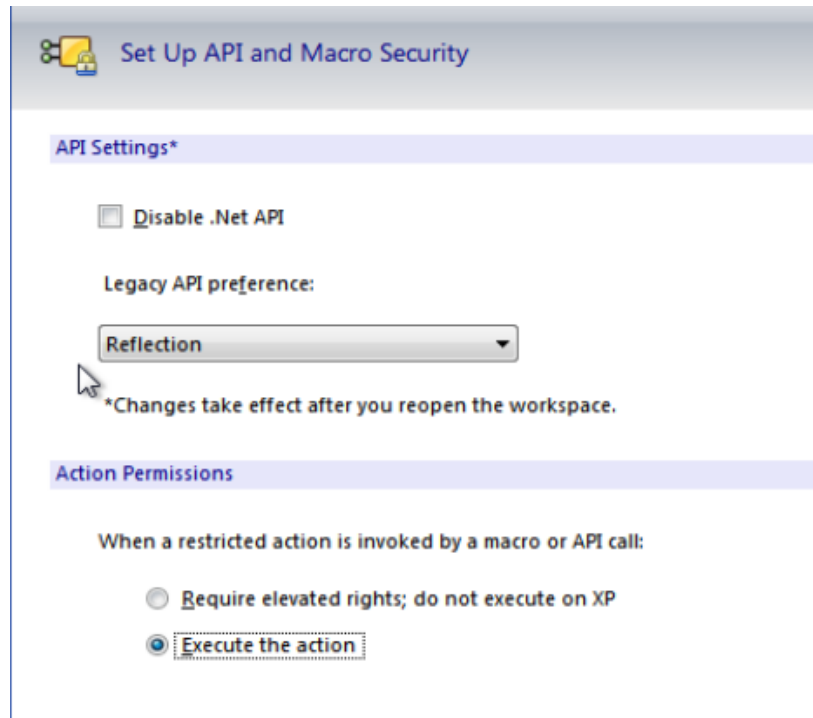 Set Up API and Macro Security
API Settings*
Disable .Net API
Legacy API preference:
Reflection
*Changes take effect after you reopen the workspace.
Action Permissions
When a restricted action is invoked by a macro or API call:
Require elevated rights; do not execute on XP
Execute the action